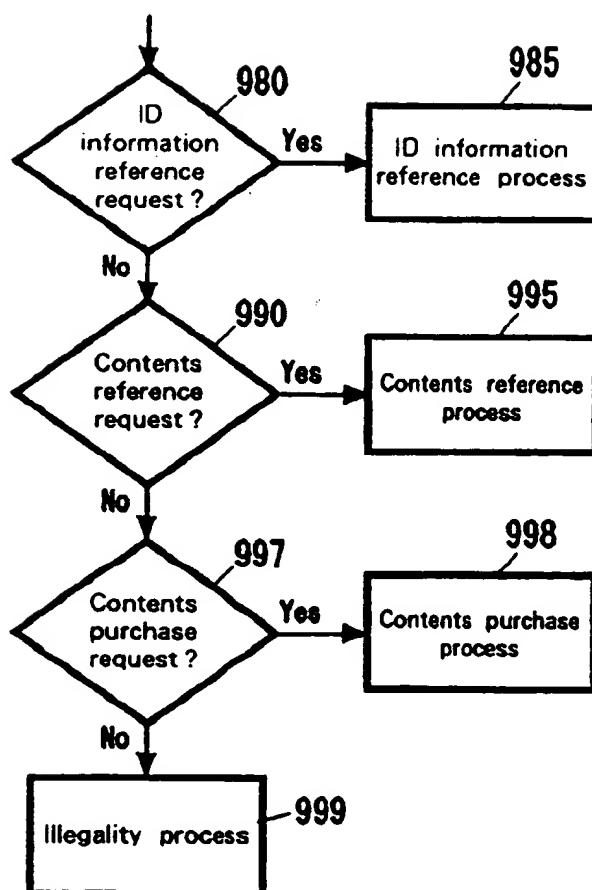 980
ID
information
reference
request ?
Yes
985
ID information
reference process
No
990
Contents
reference
request ?
Yes
995
Contents reference
process
No
997
Contents
purchase
request ?
Yes
998
Contents purchase
process
No
Illegality process
999